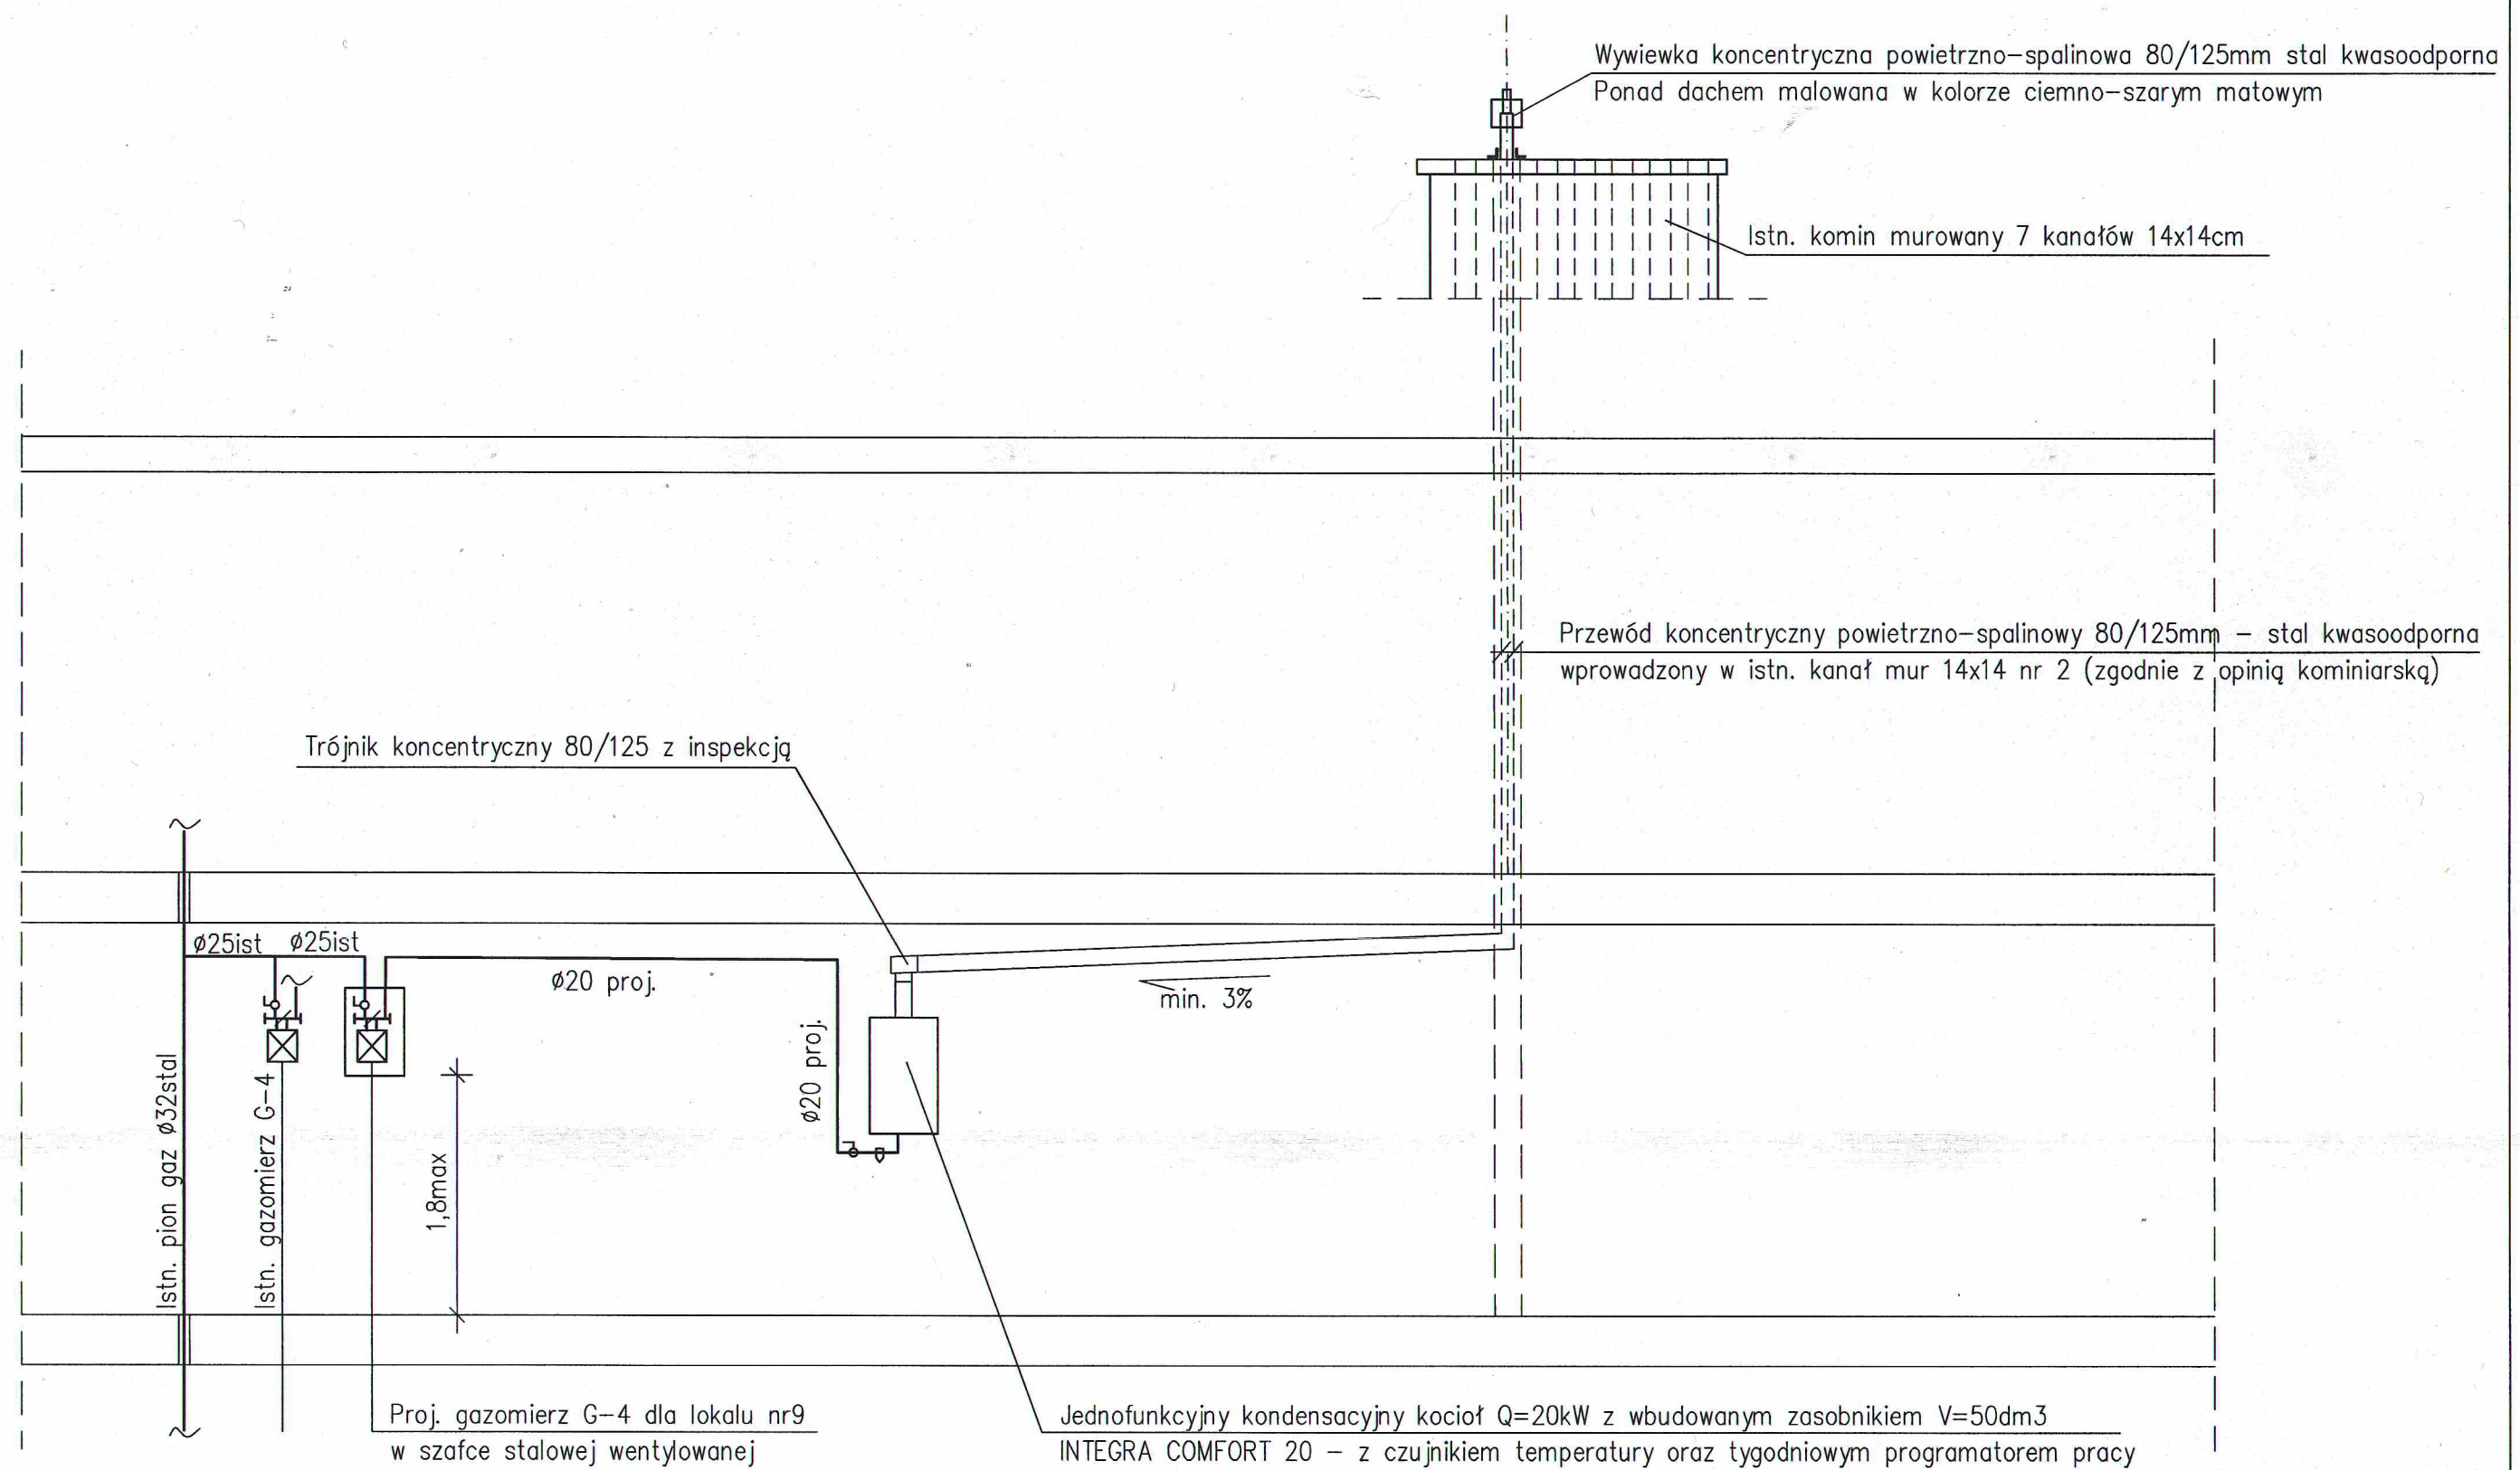 Wywiewka koncentryczna powietrzno-spalinowa 80/125mm stal kwasoodporna
Ponad dachem malowana w kolorze ciemno-szarym matowym
Istn. komin murowany 7 kanałów 14x14cm
Przewód koncentryczny powietrzno-spalinowy 80/125mm - stal kwasoodporna
wprowadzony w istn. kanał mur 14x14 nr 2 (zgodnie z opinią kominiarską)
Trójnik koncentryczny 80/125 z inspekcją
ø25ist
ø25ist
ø20 proj.
min. 3%
ø20 proj.
Istn. pion gaz ø32stal
Istn. gazomierz G-4
1,8max
Proj. gazomierz G-4 dla lokalu nr9
w szafce stalowej wentylowanej
Jednofunkcyjny kondensacyjny kocioł Q=20kW z wbudowanym zasobnikiem V=50dm3
INTEGRA COMFORT 20 - z czujnikiem temperatury oraz tygodniowym programatorem pracy